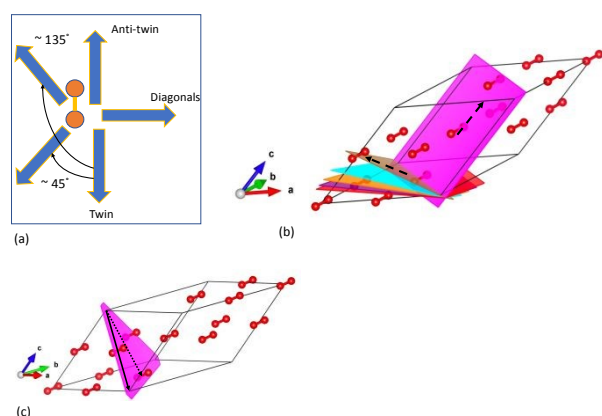 ~ 135˚
Anti-twin
Diagonals
~ 45˚
Twin
(a)
c
b
a
(b)
c
b
a
(c)